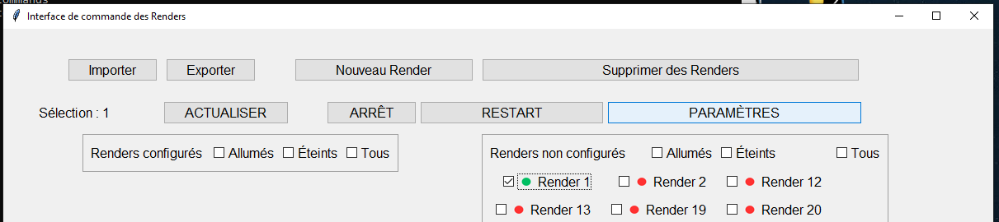 Interface de commande des Renders
Importer Exporter Nouveau Render Supprimer des Renders
Sélection : 1 ACTUALISER ARRÊT RESTART PARAMÈTRES
Renders configurés Allumés Éteints Tous
Renders non configurés Allumés Éteints Tous
Render 1 Render 2 Render 12
Render 13 Render 19 Render 20